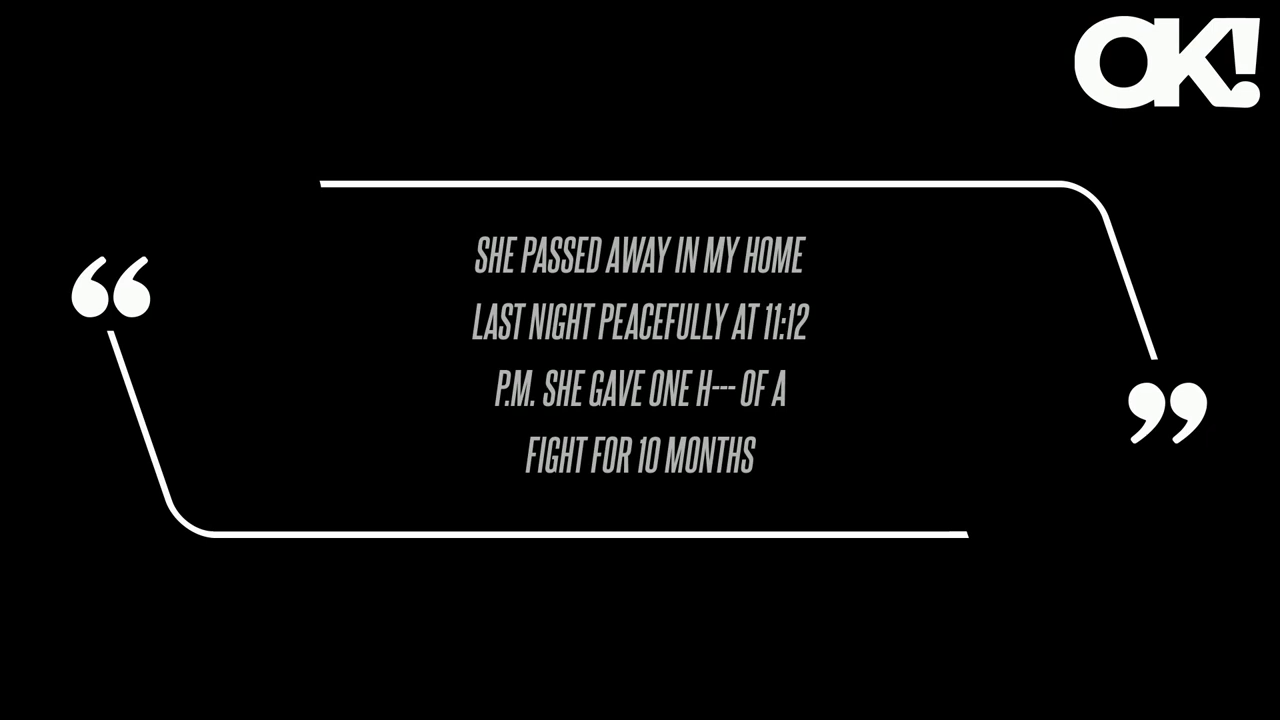 OK!
“
SHE PASSED AWAY IN MY HOME
LAST NIGHT PEACEFULLY AT 11:12
P.M. SHE GAVE ONE H--- OF A
FIGHT FOR 10 MONTHS
”